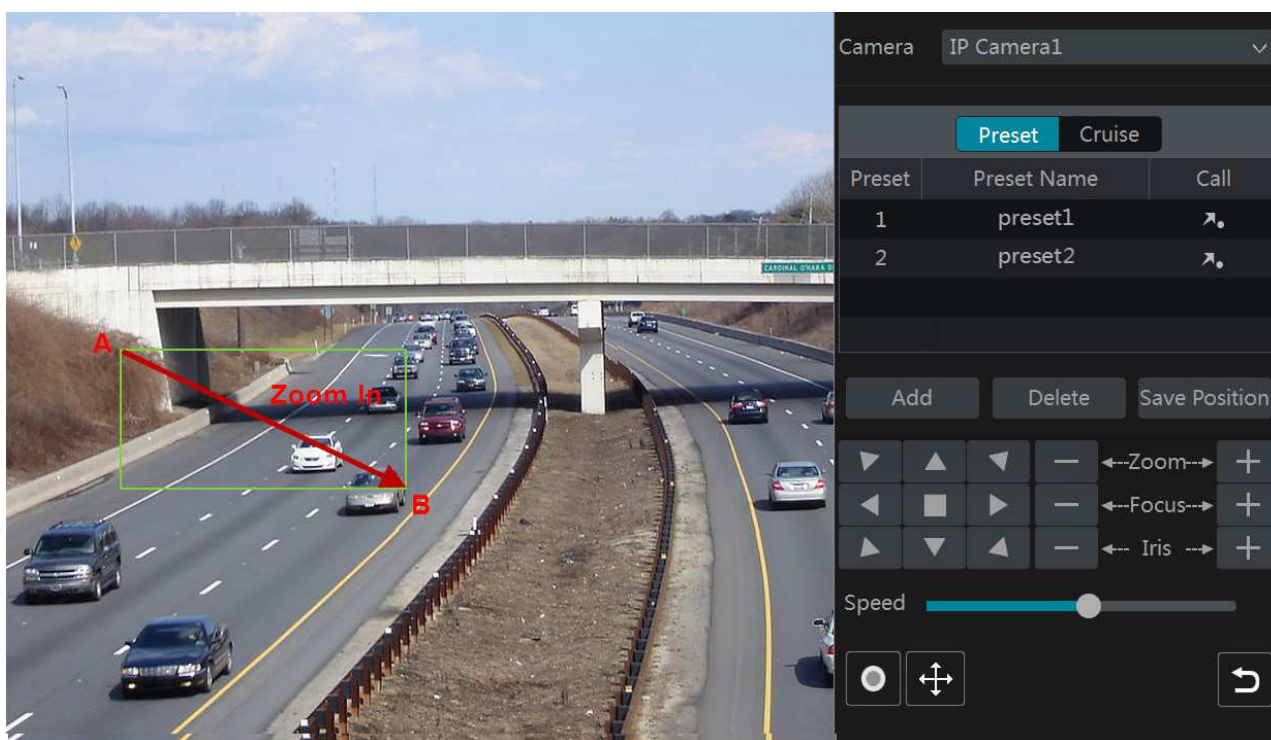 Camera IP Camera1
Preset Cruise
Preset Preset Name Call
1 preset1
2 preset2
CARDINAL O'HARA D
A
Zoom In
B
Add Delete Save Position
Zoom
Focus
Iris
Speed